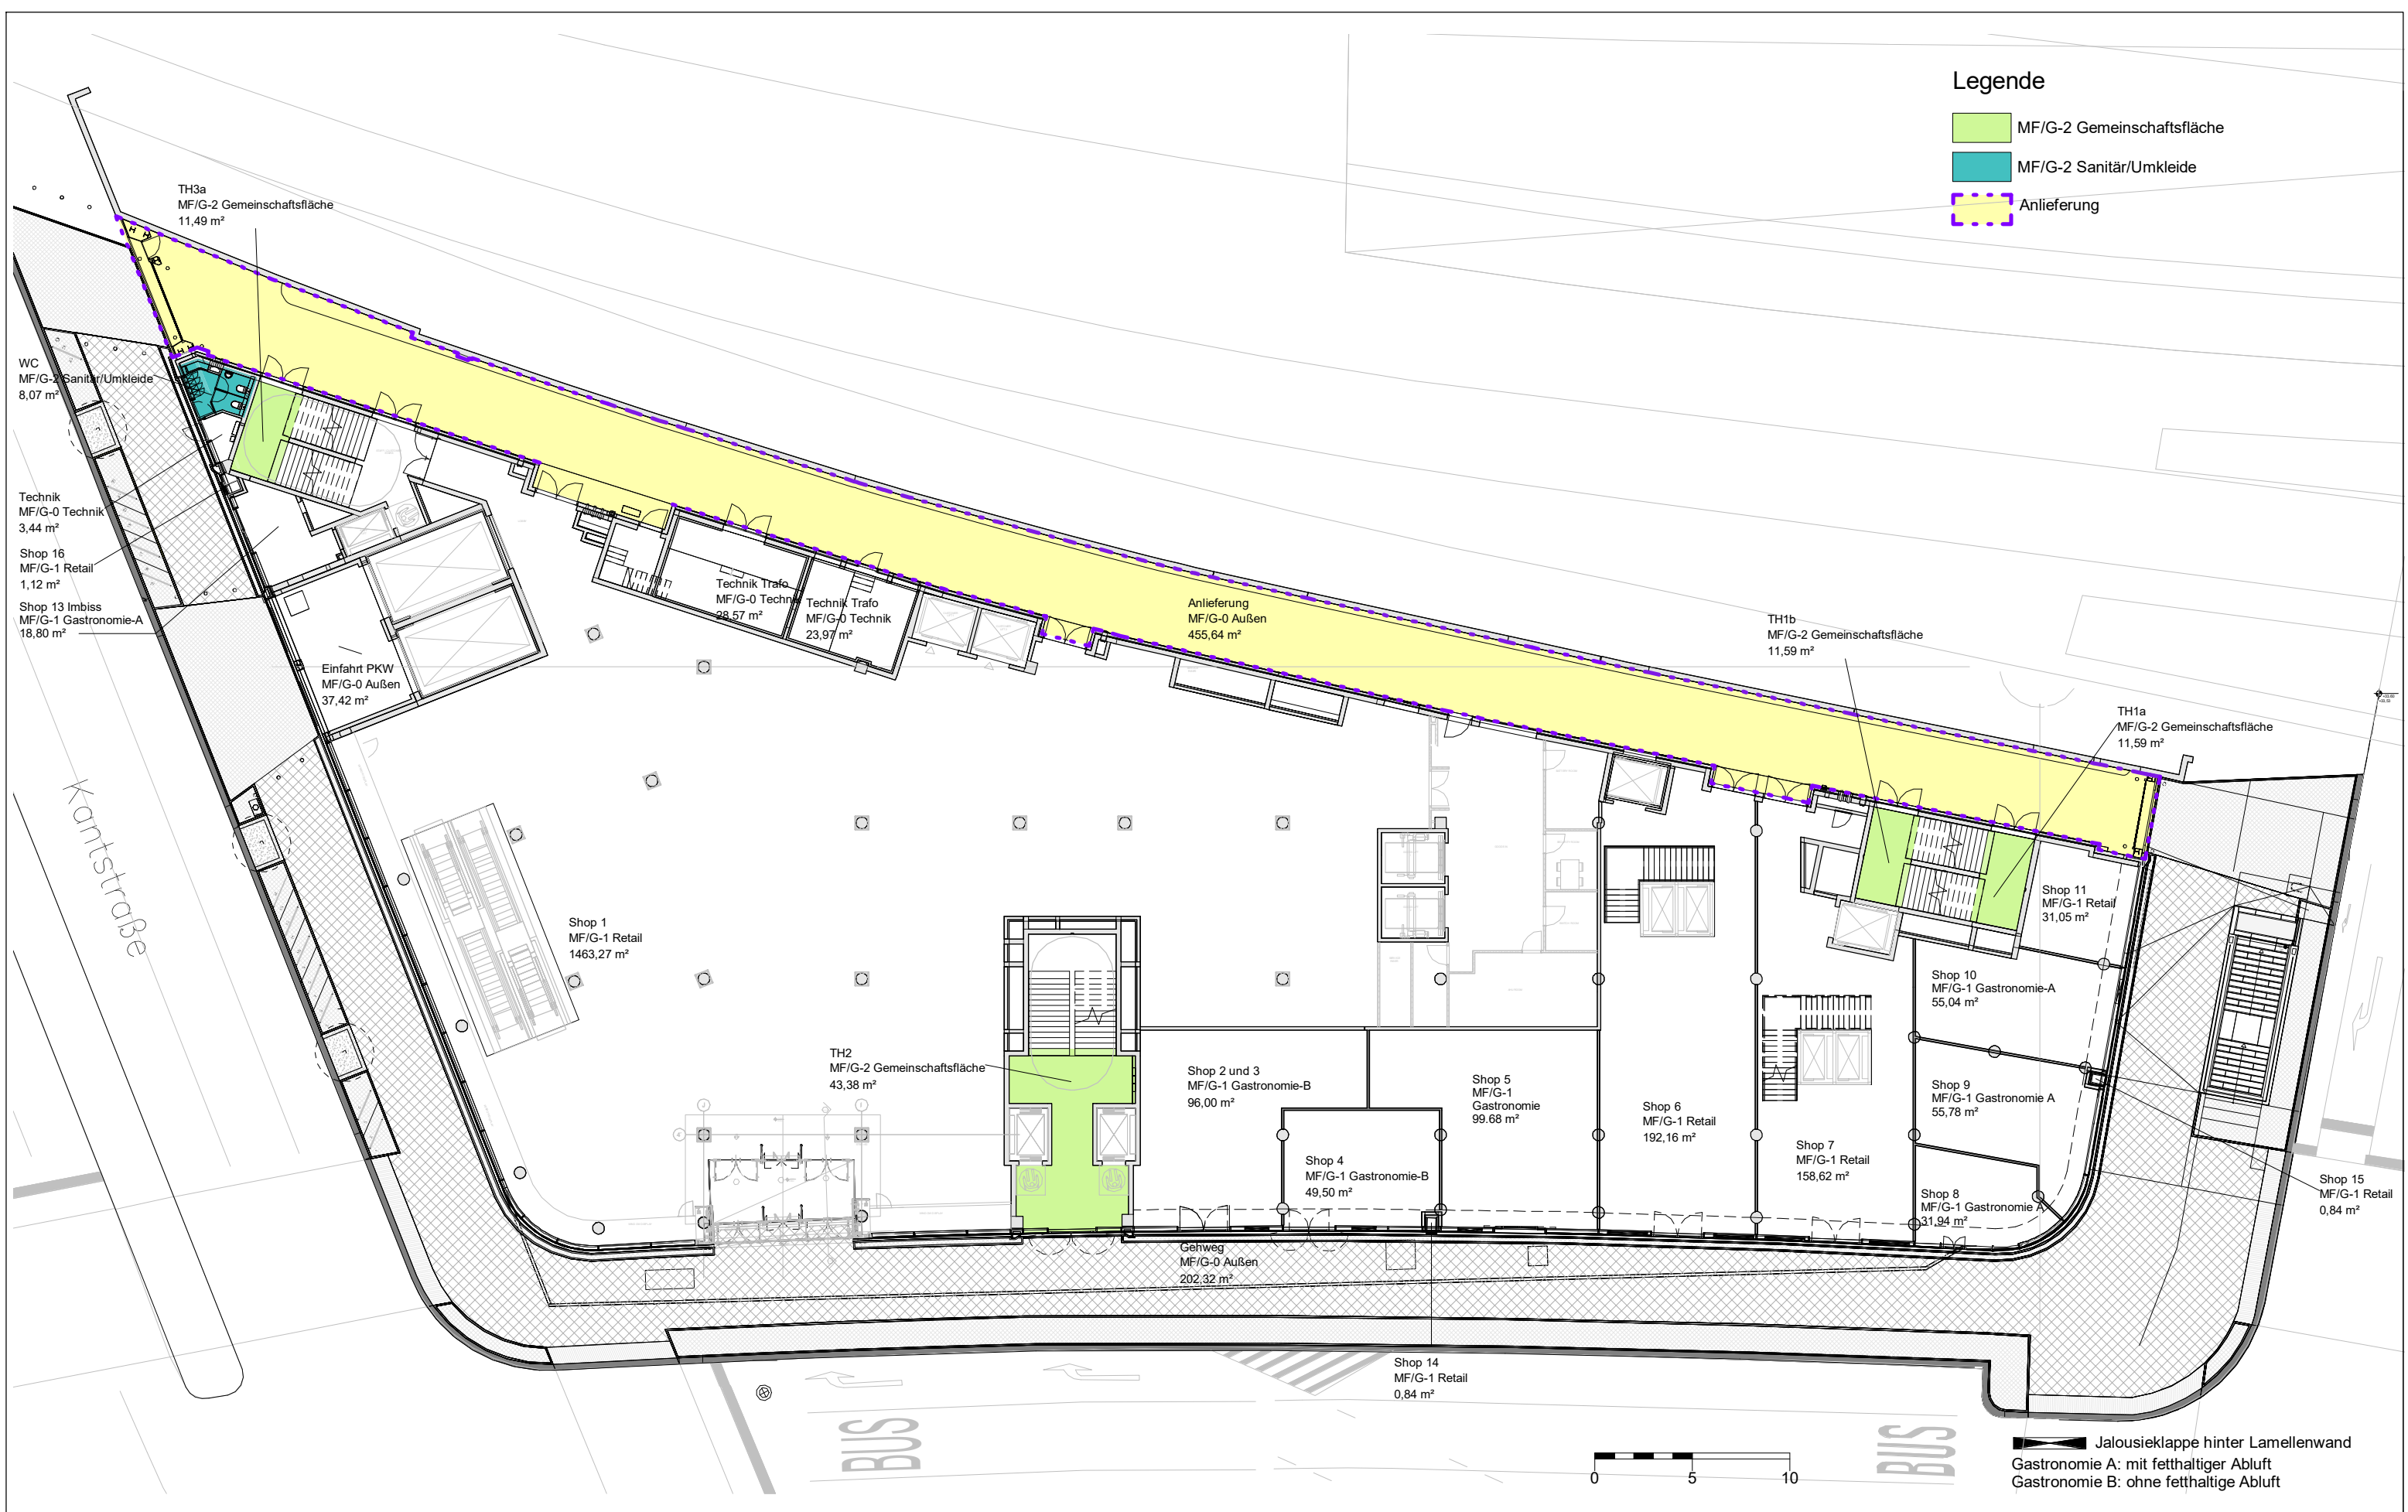 Legende
MF/G-2 Gemeinschaftsfläche
MF/G-2 Sanitär/Umkleide
Anlieferung
TH3a
MF/G-2 Gemeinschaftsfläche
11,49 m²
WC
MF/G-2 Sanitär/Umkleide
8,07 m²
Technik
MF/G-0 Technik
3,44 m²
Shop 16
MF/G-1 Retail
1,12 m²
Shop 13 Imbiss
MF/G-1 Gastronomie-A
18,80 m²
Einfahrt PKW
MF/G-0 Außen
37,42 m²
Technik Trafo
MF/G-0 Technik
28,57 m²
Technik Trafo
MF/G-0 Technik
23,97 m²
Anlieferung
MF/G-0 Außen
455,64 m²
TH1b
MF/G-2 Gemeinschaftsfläche
11,59 m²
TH1a
MF/G-2 Gemeinschaftsfläche
11,59 m²
Kantstraße
Shop 1
MF/G-1 Retail
1463,27 m²
Shop 11
MF/G-1 Retail
31,05 m²
Shop 10
MF/G-1 Gastronomie-A
55,04 m²
TH2
MF/G-2 Gemeinschaftsfläche
43,38 m²
Shop 2 und 3
MF/G-1 Gastronomie-B
96,00 m²
Shop 5
MF/G-1
Gastronomie
99.68 m²
Shop 6
MF/G-1 Retail
192,16 m²
Shop 9
MF/G-1 Gastronomie A
55,78 m²
Shop 4
MF/G-1 Gastronomie-B
49,50 m²
Shop 7
MF/G-1 Retail
158,62 m²
Shop 8
MF/G-1 Gastronomie A
31,94 m²
Shop 15
MF/G-1 Retail
0,84 m²
Gehweg
MF/G-0 Außen
202,32 m²
Shop 14
MF/G-1 Retail
0,84 m²
BUS
BUS
0 5 10
Jalousieklappe hinter Lamellenwand
Gastronomie A: mit fetthaltiger Abluft
Gastronomie B: ohne fetthaltige Abluft